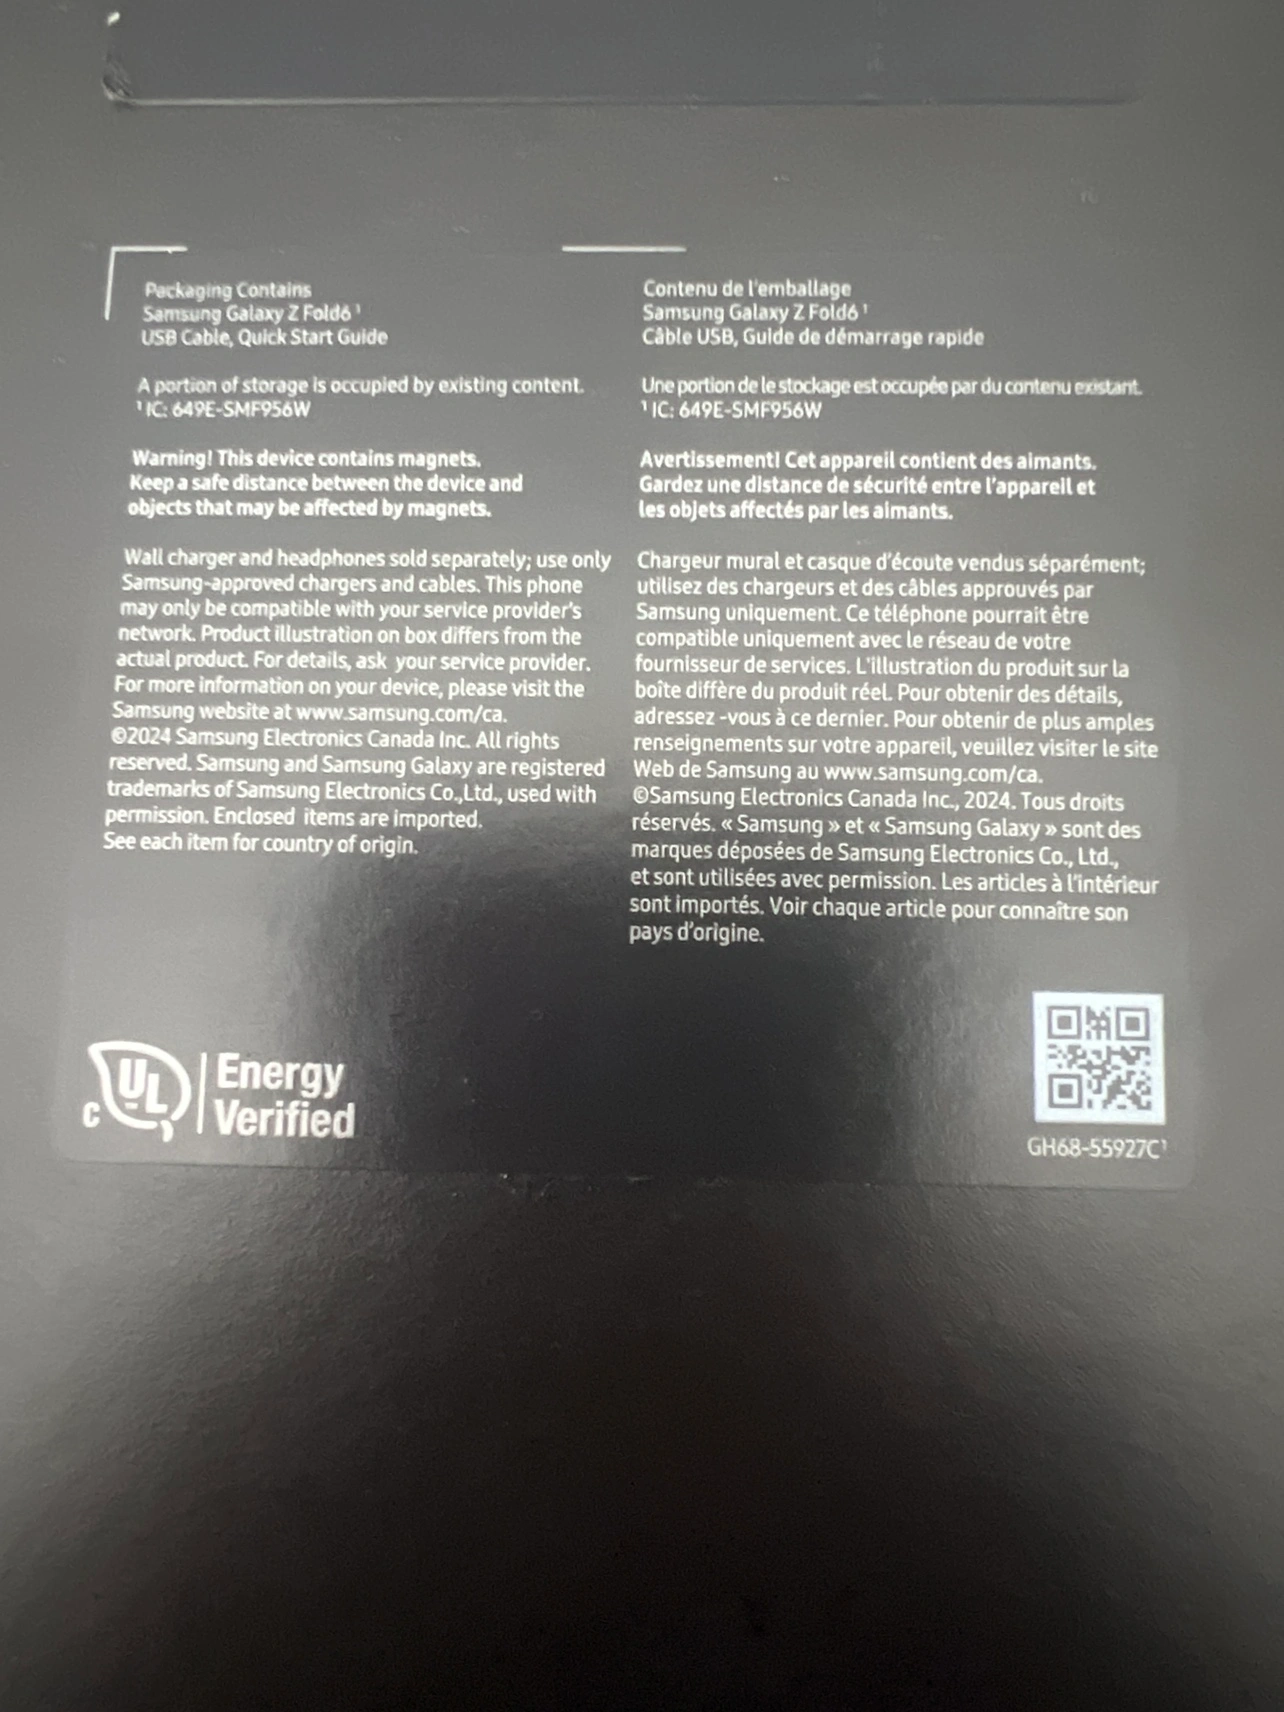 Packaging Contains
Samsung Galaxy Z Fold6 ¹
USB Cable, Quick Start Guide
A portion of storage is occupied by existing content.
¹ IC: 649E-SMF956W
Warning! This device contains magnets.
Keep a safe distance between the device and
objects that may be affected by magnets.
Wall charger and headphones sold separately; use only
Samsung-approved chargers and cables. This phone
may only be compatible with your service provider's
network. Product illustration on box differs from the
actual product. For details, ask your service provider.
For more information on your device, please visit the
Samsung website at www.samsung.com/ca.
©2024 Samsung Electronics Canada Inc. All rights
reserved. Samsung and Samsung Galaxy are registered
trademarks of Samsung Electronics Co.,Ltd., used with
permission. Enclosed items are imported.
See each item for country of origin.
Contenu de l'emballage
Samsung Galaxy Z Fold6 ¹
Câble USB, Guide de démarrage rapide
Une portion de le stockage est occupée par du contenu existant.
¹ IC: 649E-SMF956W
Avertissement! Cet appareil contient des aimants.
Gardez une distance de sécurité entre l'appareil et
les objets affectés par les aimants.
Chargeur mural et casque d'écoute vendus séparément;
utilisez des chargeurs et des câbles approuvés par
Samsung uniquement. Ce téléphone pourrait être
compatible uniquement avec le réseau de votre
fournisseur de services. L'illustration du produit sur la
boîte diffère du produit réel. Pour obtenir des détails,
adressez -vous à ce dernier. Pour obtenir de plus amples
renseignements sur votre appareil, veuillez visiter le site
Web de Samsung au www.samsung.com/ca.
©Samsung Electronics Canada Inc., 2024. Tous droits
réservés. « Samsung » et « Samsung Galaxy » sont des
marques déposées de Samsung Electronics Co., Ltd.,
et sont utilisées avec permission. Les articles à l'intérieur
sont importés. Voir chaque article pour connaître son
pays d'origine.
c UL Energy
Verified
GH68-55927C¹